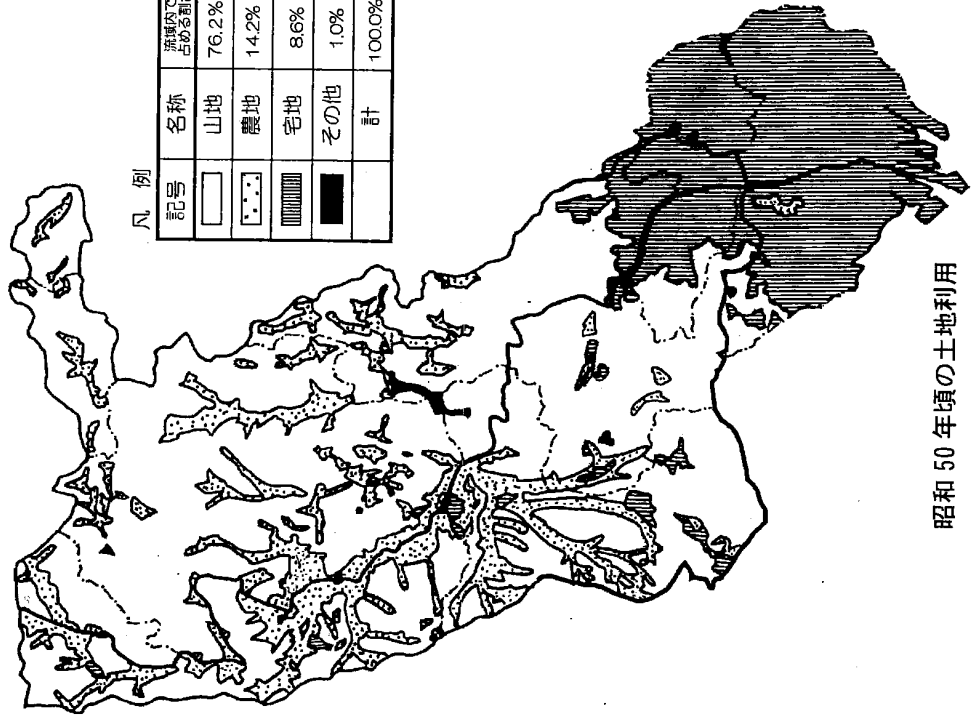 凡 例
記号 名称 流域内で占める割
山地 76.2%
農地 14.2%
宅地 8.6%
その他 1.0%
計 100.0%
昭和50年頃の土地利用